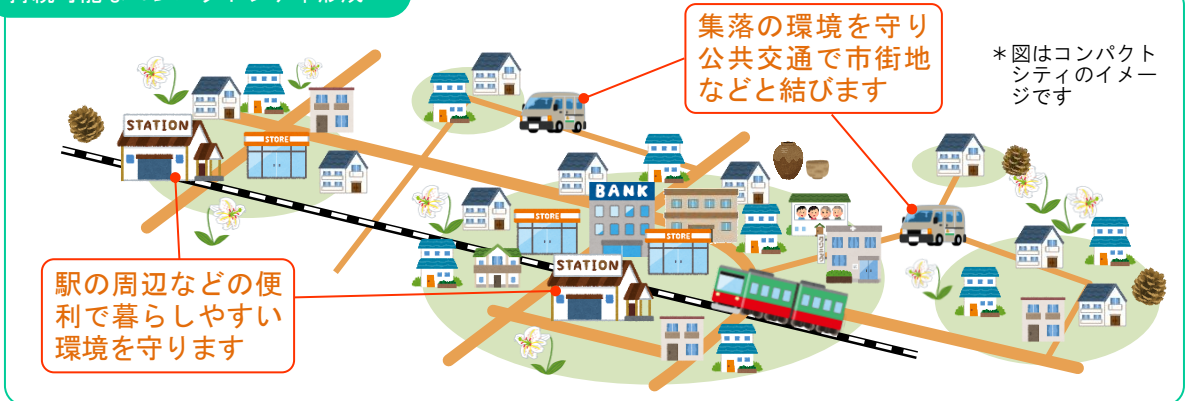 集落の環境を守り
公共交通で市街地
などと結びます
＊図はコンパクト
シティのイメー
ジです
STATION
STORE
BANK
STORE
STORE
STATION
駅の周辺などの便
利で暮らしやすい
環境を守ります